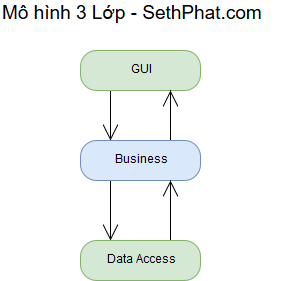 Mô hình 3 Lớp - SethPhat.com
GUI
Business
Data Access